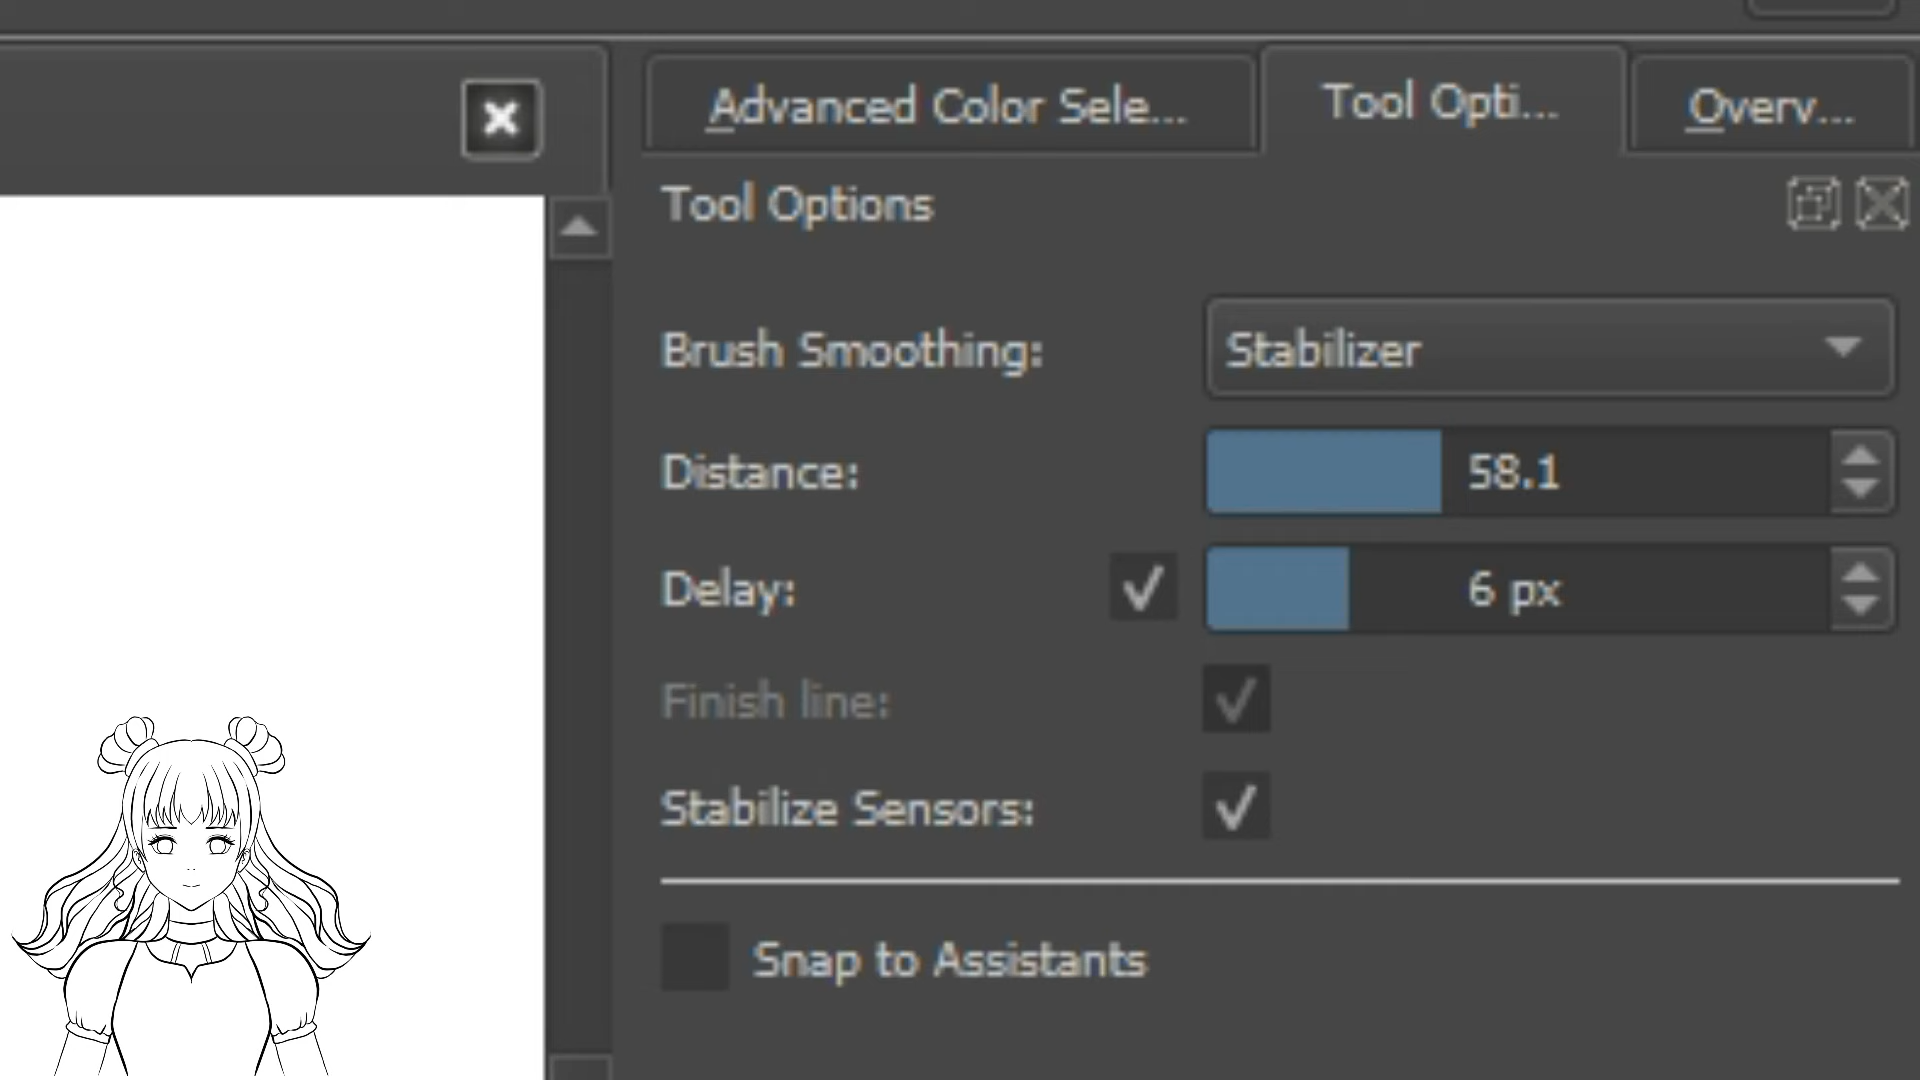 Advanced Color Sele... Tool Opti... Overv...
Tool Options
Brush Smoothing: Stabilizer
Distance: 58.1
Delay: 6 px
Finish line:
Stabilize Sensors:
Snap to Assistants